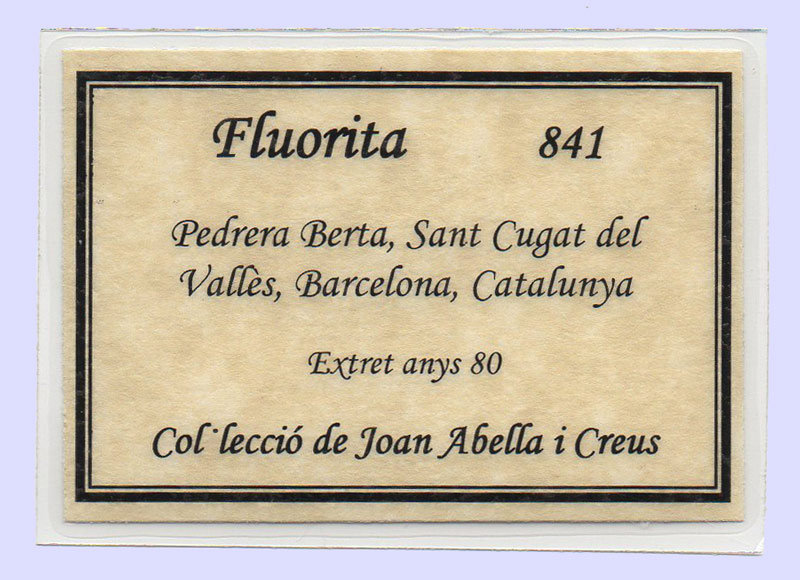 Fluorita 841
Pedrera Berta, Sant Cugat del
Vallès, Barcelona, Catalunya
Extret anys 80
Col·lecció de Joan Abella i Creus